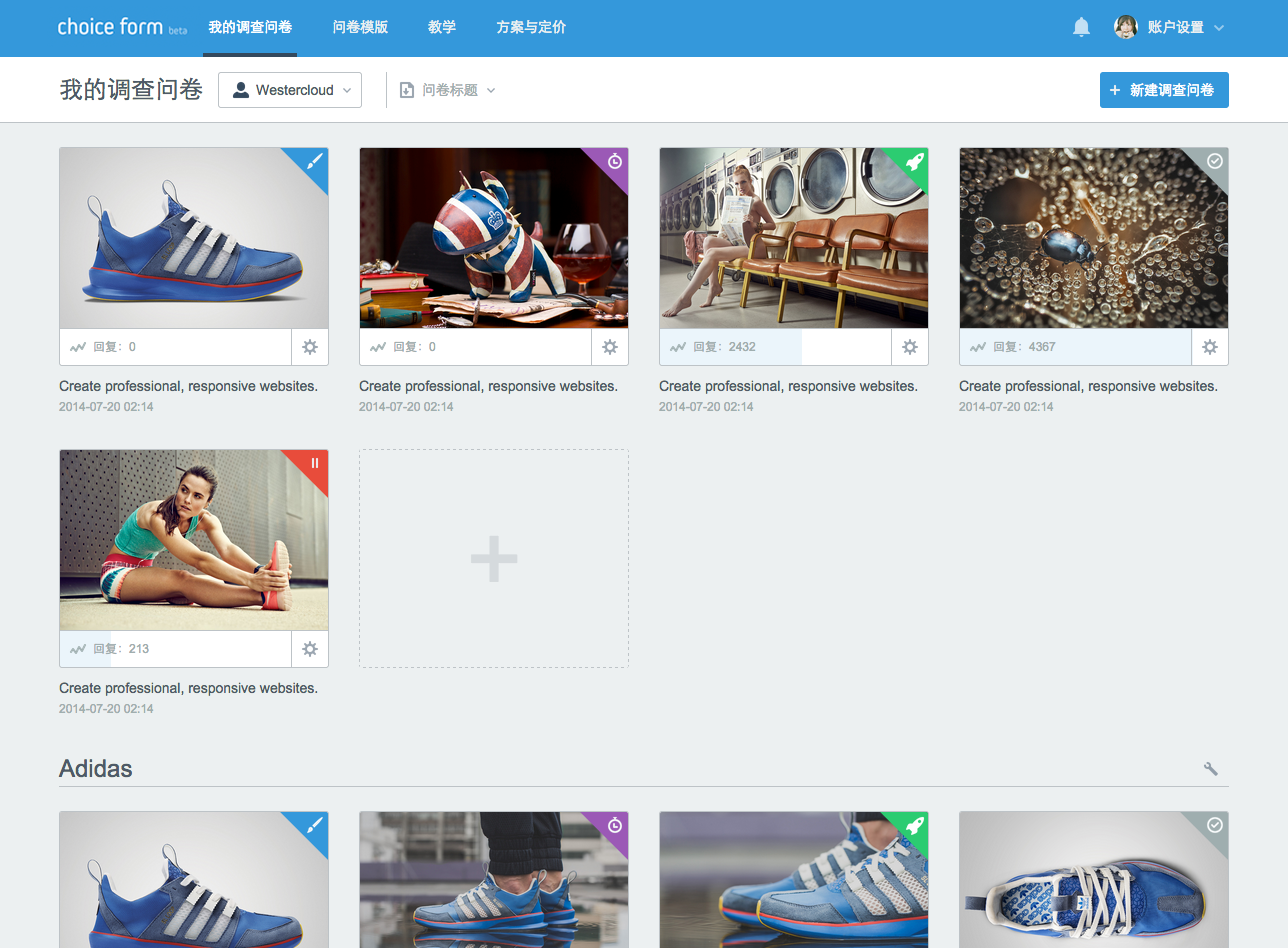 choice form beta 我的调查问卷 问卷模版 教学 方案与定价 账户设置
我的调查问卷 Westercloud 问卷标题 + 新建调查问卷
回复：0 回复：0 回复：2432 回复：4367
Create professional, responsive websites. Create professional, responsive websites. Create professional, responsive websites. Create professional, responsive websites.
2014-07-20 02:14 2014-07-20 02:14 2014-07-20 02:14 2014-07-20 02:14
回复：213
Create professional, responsive websites.
2014-07-20 02:14
Adidas